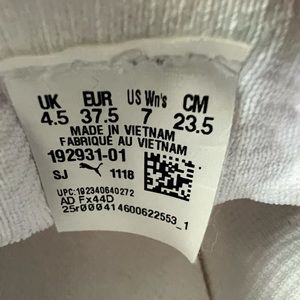 UK EUR US Wn's CM
4.5 37.5 7 23.5
MADE IN VIETNAM
FABRIQUÉ AU VIETNAM
192931-01
SJ 1118
UPC:192340640272
AD Fx44D
25r000414600622553_1